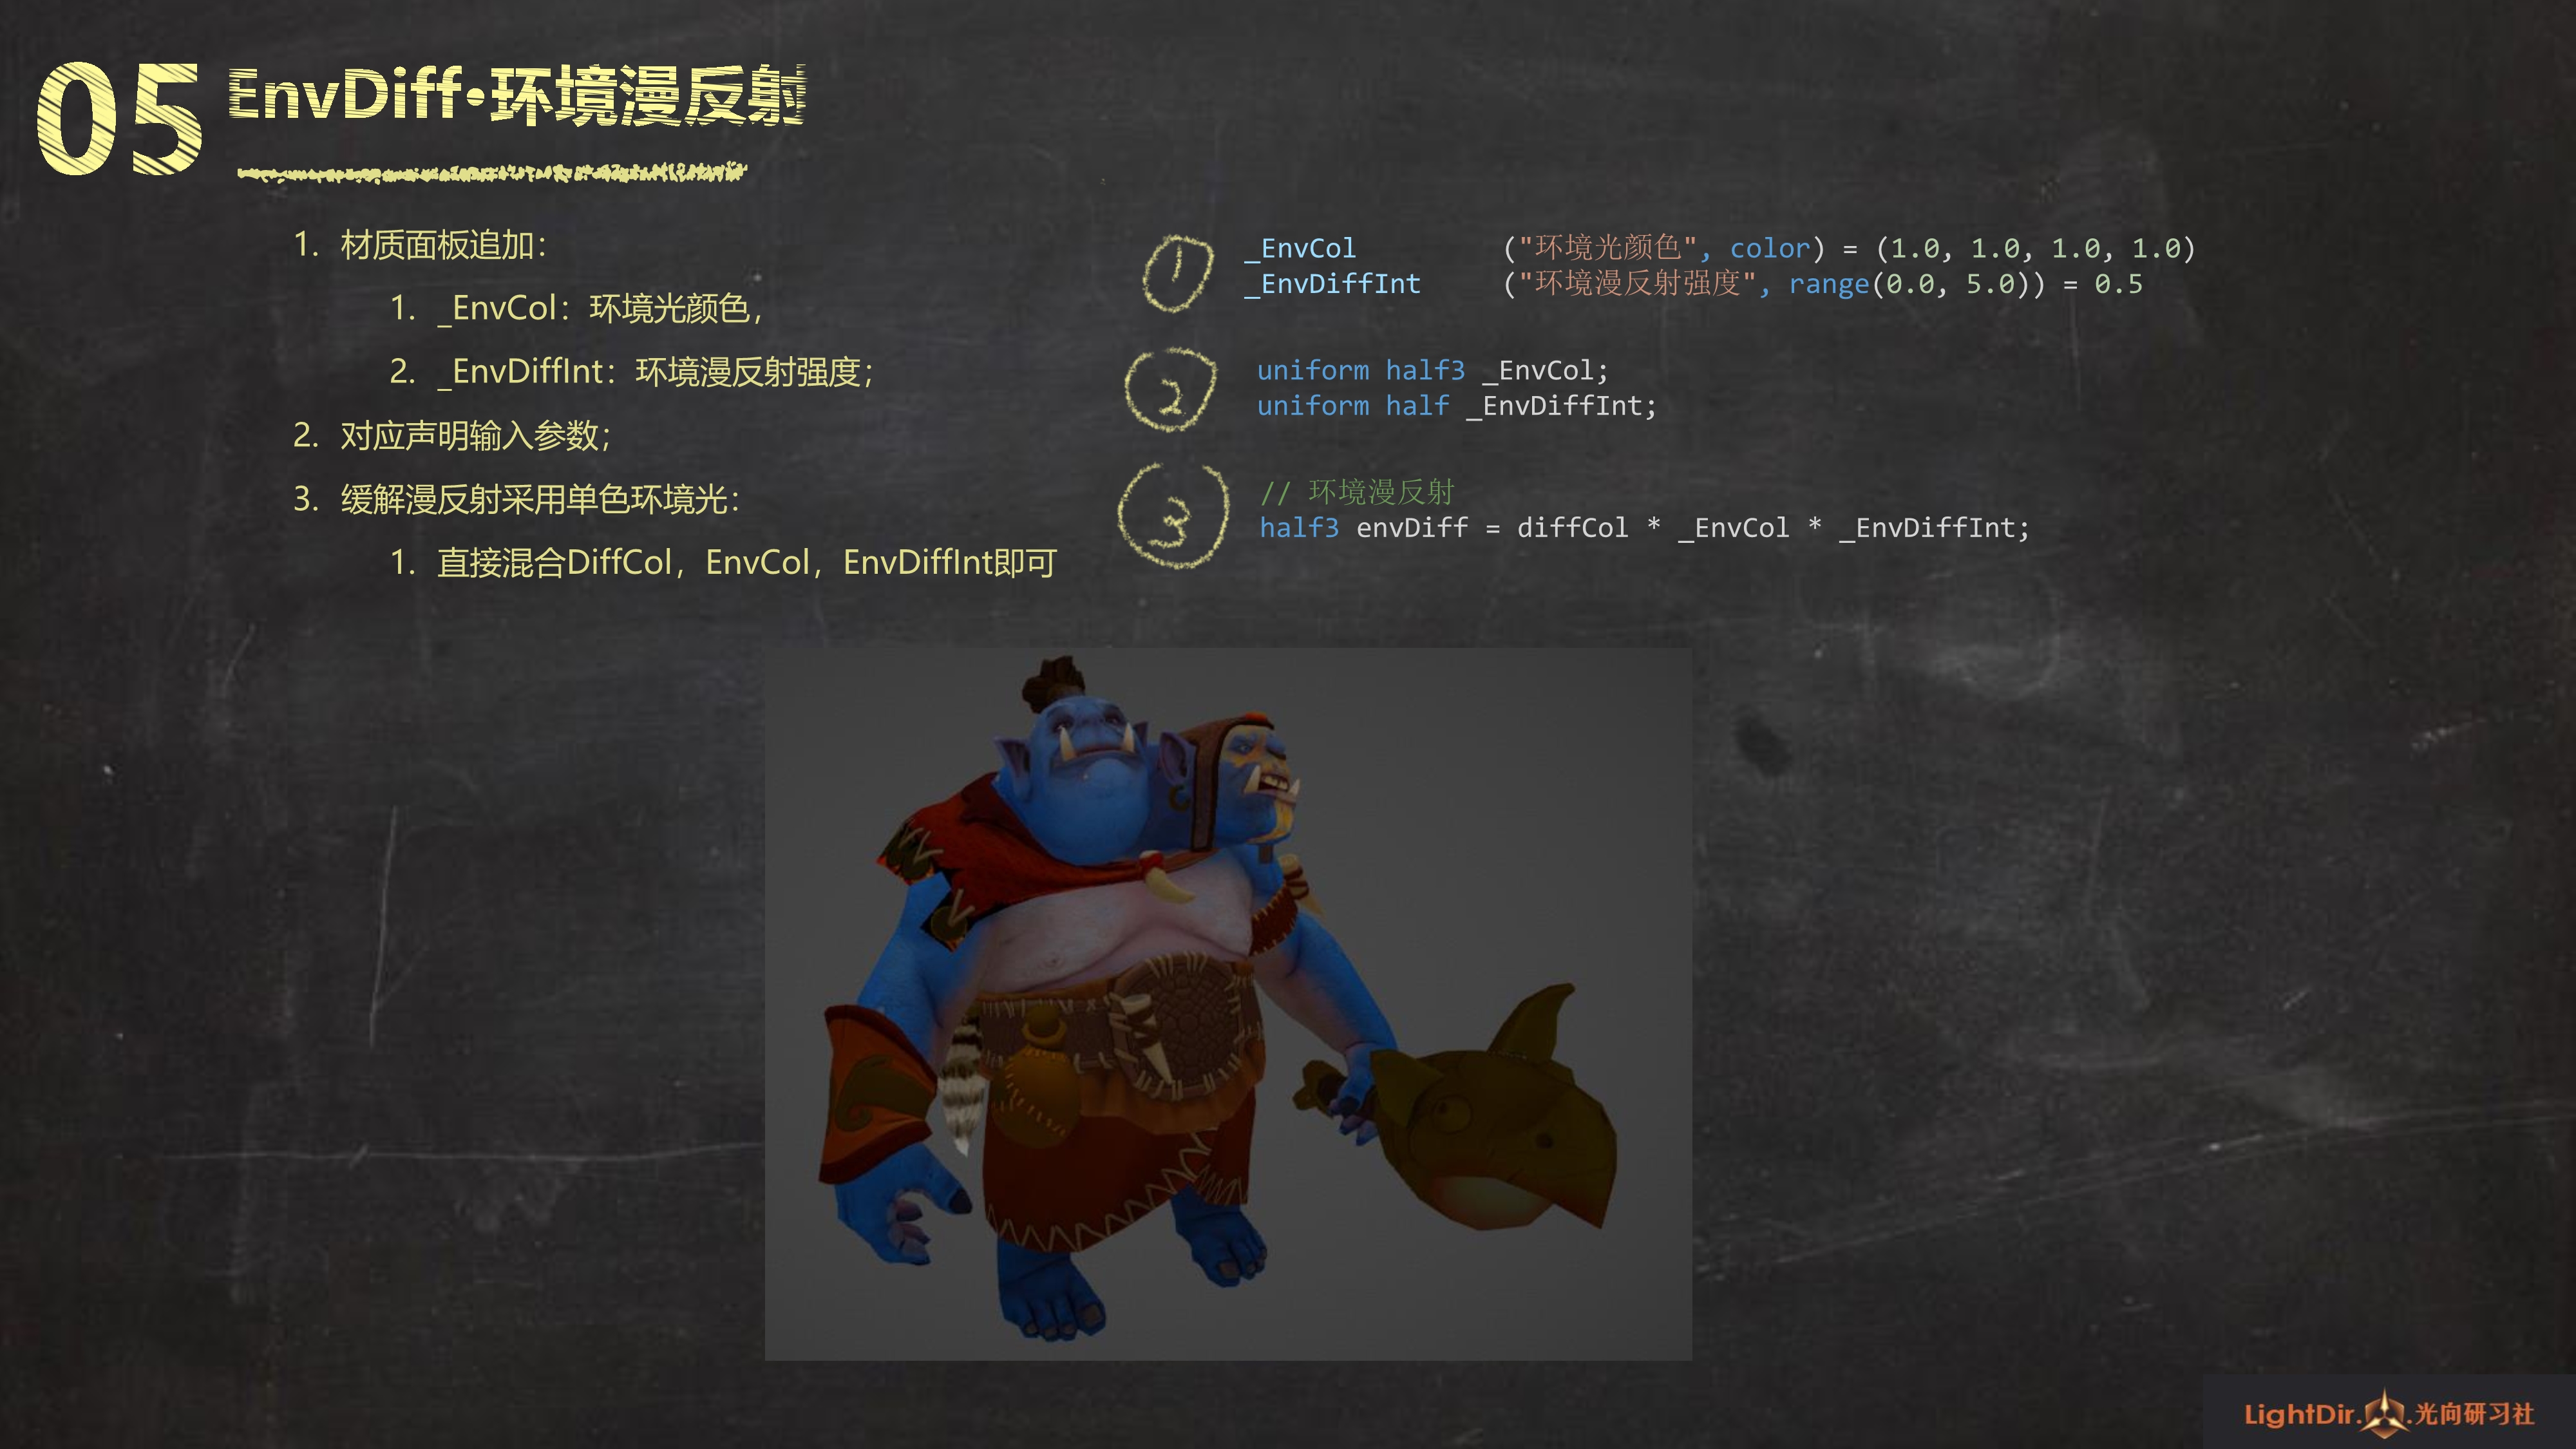 05 EnvDiff•环境漫反射
1. 材质面板追加：
1. _EnvCol：环境光颜色，
2. _EnvDiffInt：环境漫反射强度；
2. 对应声明输入参数；
3. 缓解漫反射采用单色环境光：
1. 直接混合DiffCol，EnvCol，EnvDiffInt即可
1
_EnvCol ("环境光颜色", color) = (1.0, 1.0, 1.0, 1.0)
_EnvDiffInt ("环境漫反射强度", range(0.0, 5.0)) = 0.5
2
uniform half3 _EnvCol;
uniform half _EnvDiffInt;
3
// 环境漫反射
half3 envDiff = diffCol * _EnvCol * _EnvDiffInt;
LightDir.光向研习社